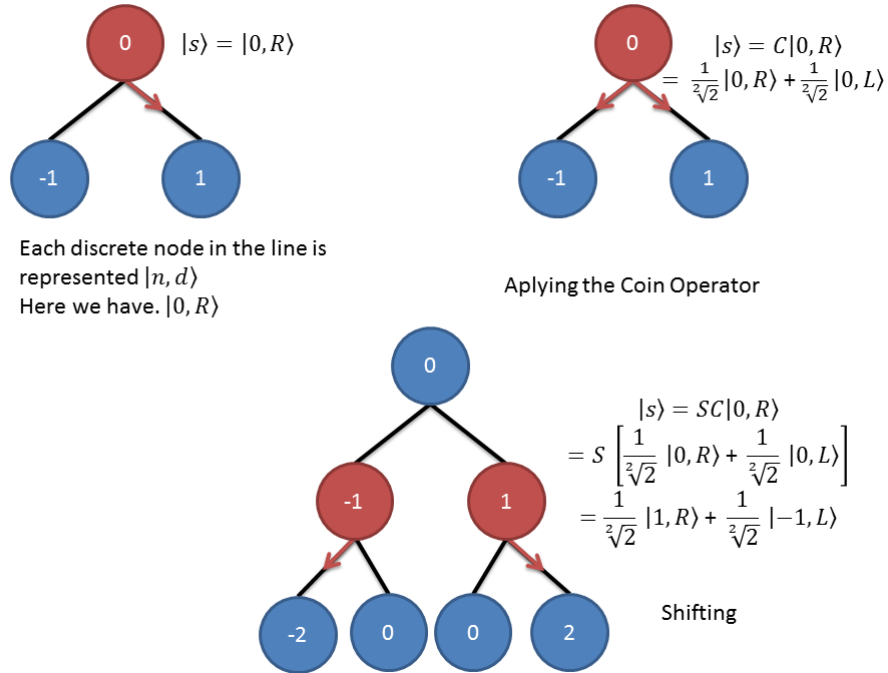 0
|s⟩ = |0, R⟩
-1
1
Each discrete node in the line is
represented |n, d⟩
Here we have. |0, R⟩
0
|s⟩ = C|0, R⟩
= 1/²√2 |0, R⟩ + 1/²√2 |0, L⟩
-1
1
Aplying the Coin Operator
0
|s⟩ = SC|0, R⟩
= S [1/²√2 |0, R⟩ + 1/²√2 |0, L⟩]
= 1/²√2 |1, R⟩ + 1/²√2 |−1, L⟩
-1
1
-2
0
0
2
Shifting